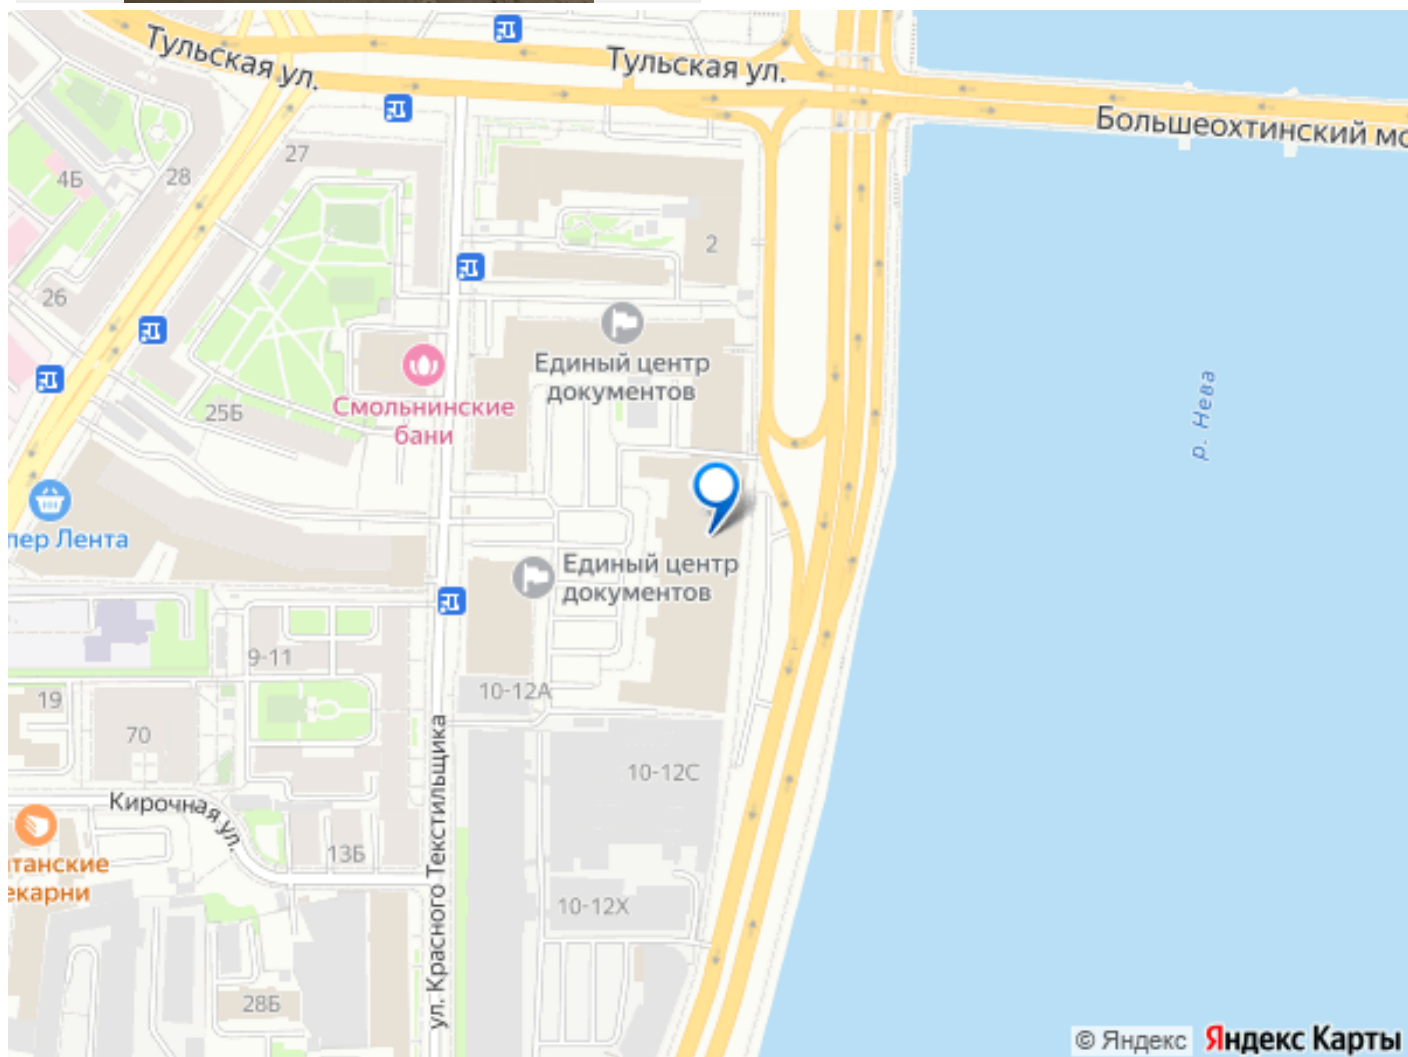 Тульская ул.
Тульская ул.
Большеохтинский мо
27
4Б
28
2
26
Единый центр
документов
Смольнинские
бани
25Б
р. Нева
пер Лента
Единый центр
документов
9-11
10-12А
19
70
10-12С
Кирочная ул.
13Б
танские
екарни
ул. Красного Текстильщика
10-12Х
28Б
© Яндекс Яндекс Карты